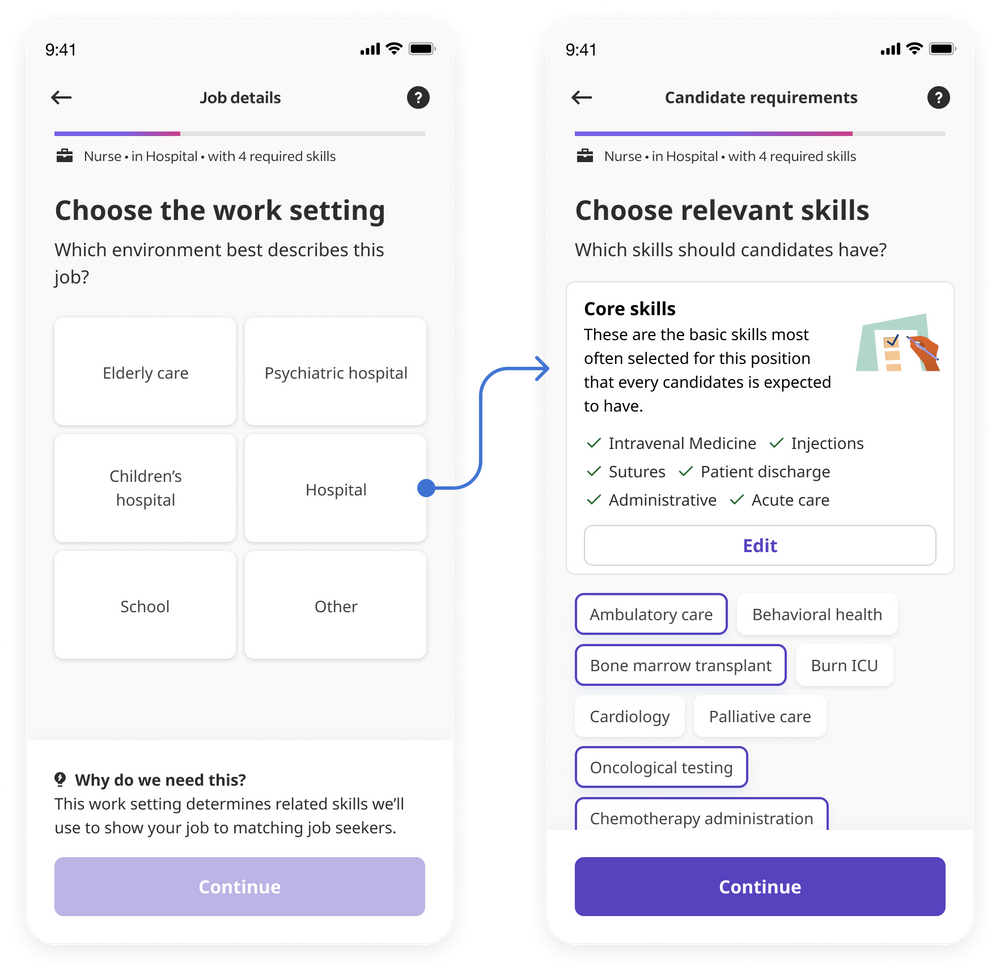 9:41
Job details
?
Nurse • in Hospital • with 4 required skills
Choose the work setting
Which environment best describes this
job?
Elderly care
Psychiatric hospital
Children’s
hospital
Hospital
School
Other
Why do we need this?
This work setting determines related skills we’ll
use to show your job to matching job seekers.
Continue
9:41
Candidate requirements
?
Nurse • in Hospital • with 4 required skills
Choose relevant skills
Which skills should candidates have?
Core skills
These are the basic skills most
often selected for this position
that every candidates is expected
to have.
Intravenal Medicine Injections
Sutures Patient discharge
Administrative Acute care
Edit
Ambulatory care Behavioral health
Bone marrow transplant Burn ICU
Cardiology Palliative care
Oncological testing
Chemotherapy administration
Continue